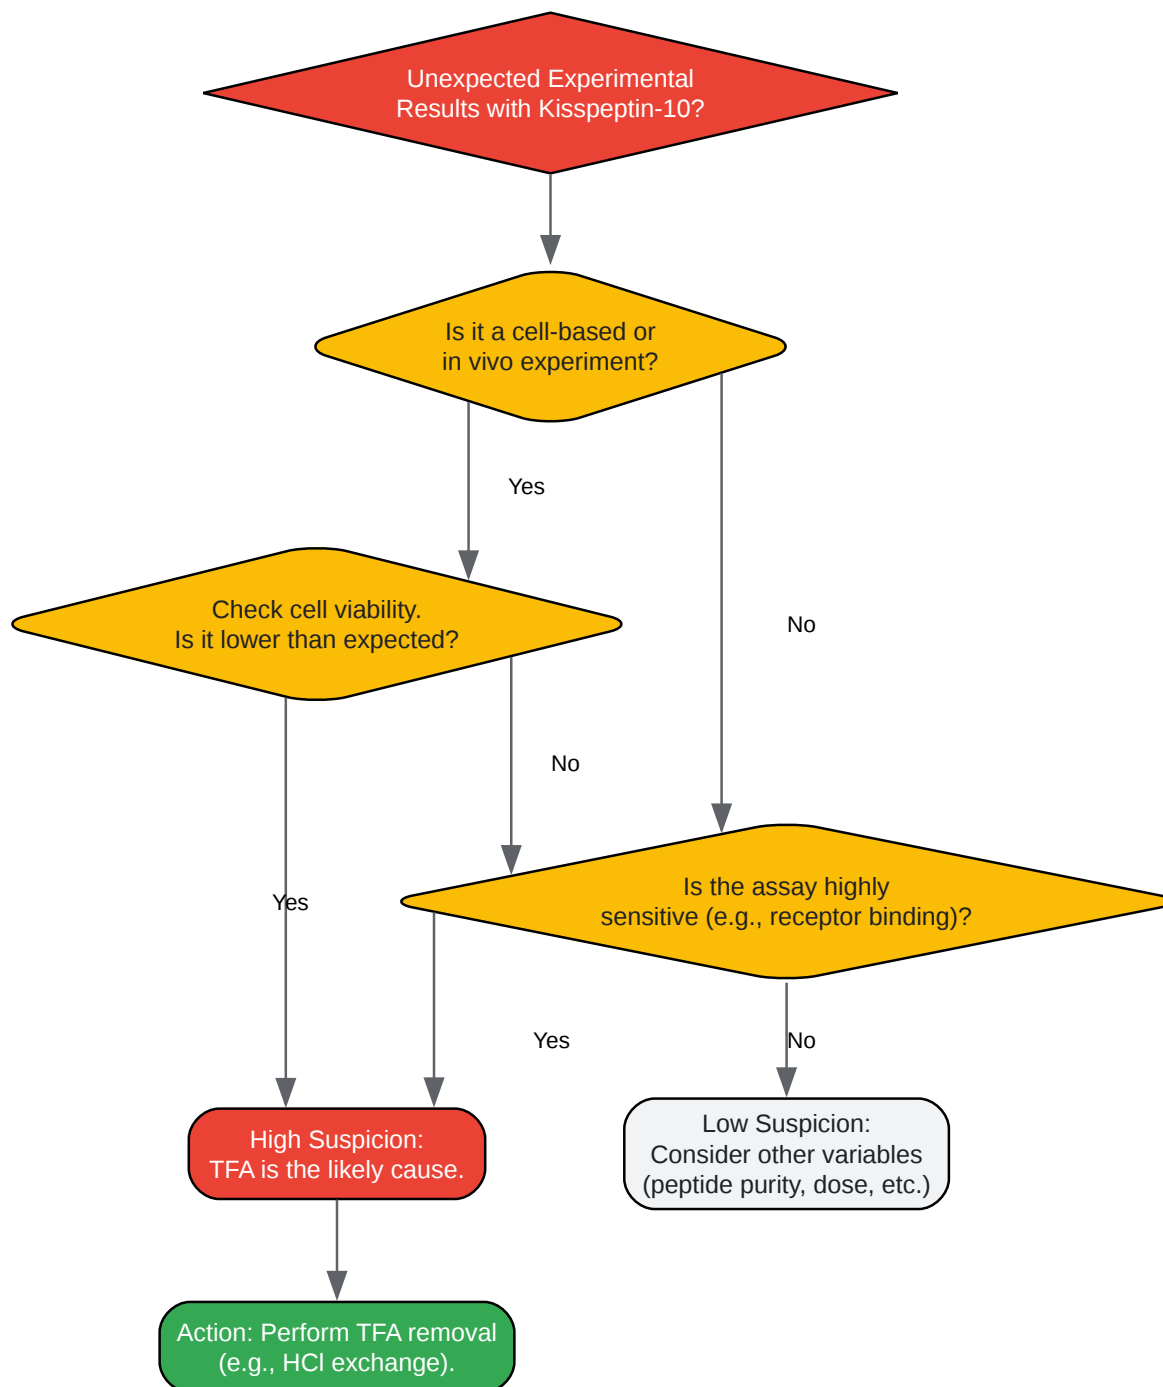 Unexpected Experimental
Results with Kisspeptin-10?
Is it a cell-based or
in vivo experiment?
Yes
Check cell viability.
Is it lower than expected?
No
No
Is the assay highly
sensitive (e.g., receptor binding)?
Yes
Yes
No
High Suspicion:
TFA is the likely cause.
Low Suspicion:
Consider other variables
(peptide purity, dose, etc.)
Action: Perform TFA removal
(e.g., HCl exchange).